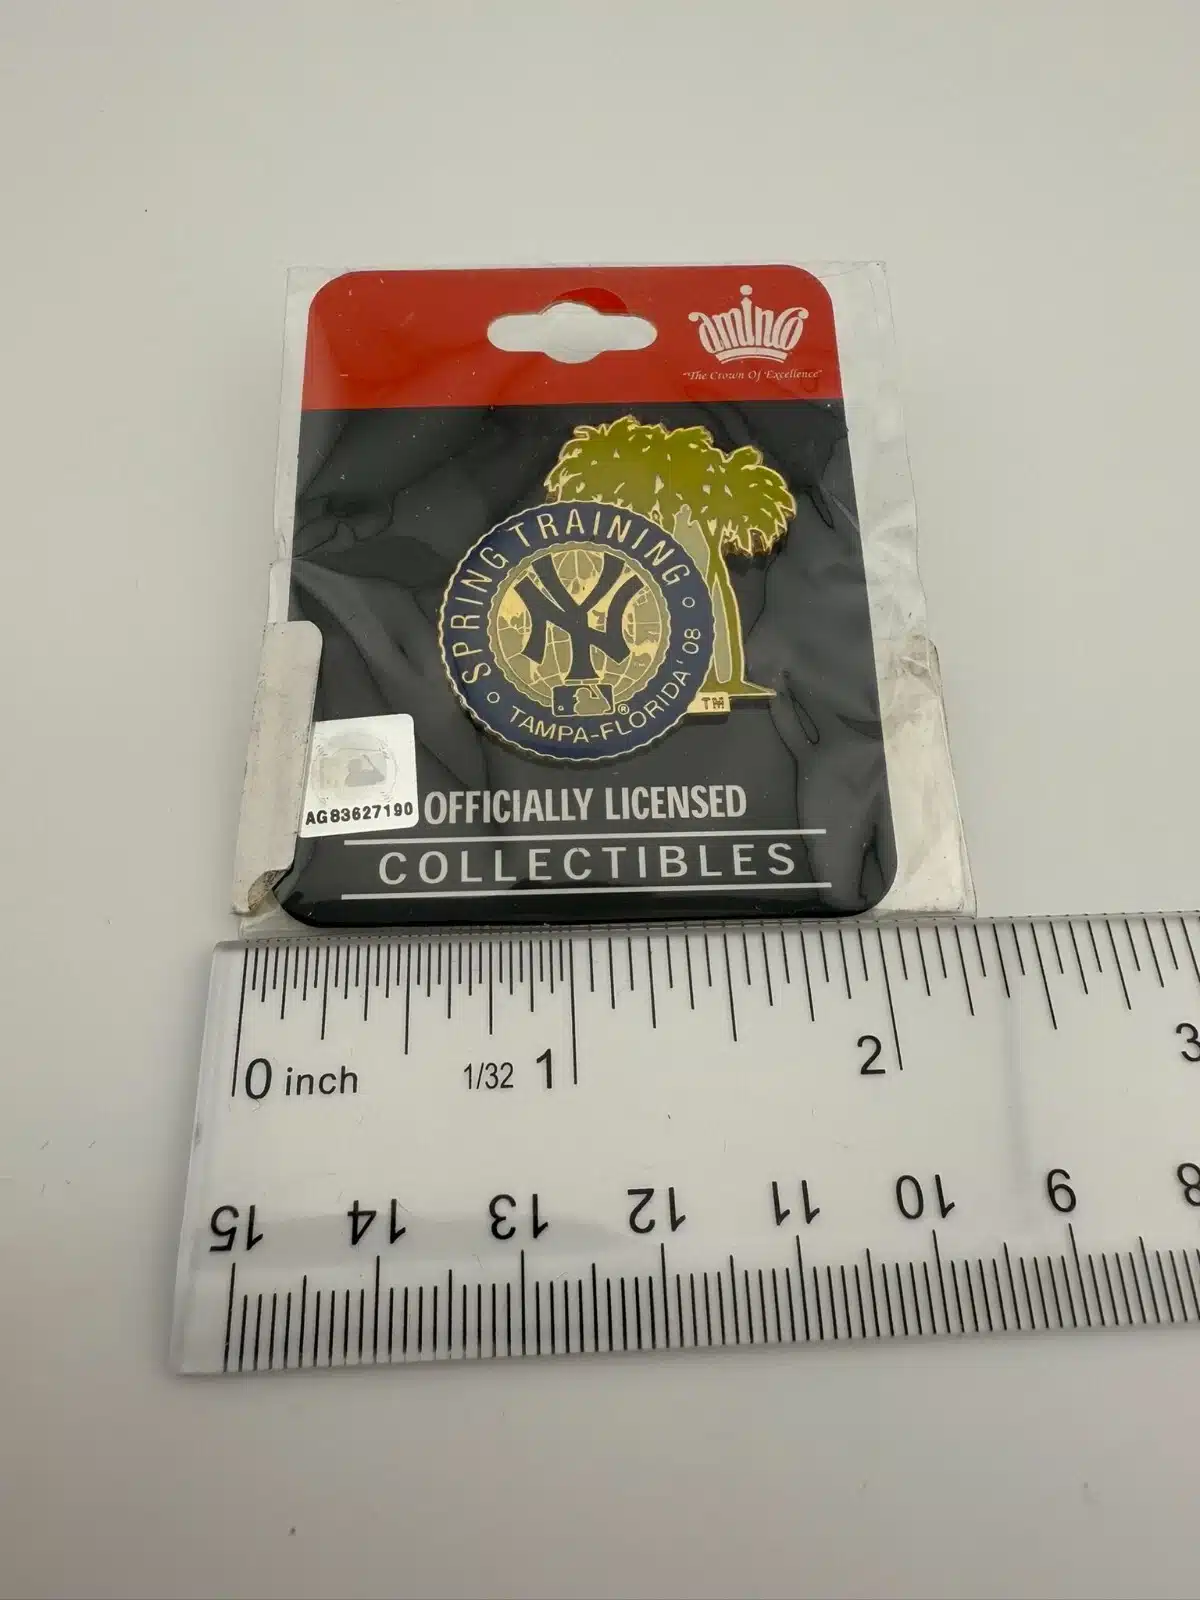 amınco
"The Crown Of Excellence"
SPRING TRAINING
NY
TAMPA-FLORIDA '08
®
TM
AG83627190
OFFICIALLY LICENSED
COLLECTIBLES
0 inch 1/32 1 2 3
15 14 13 12 11 10 9 8